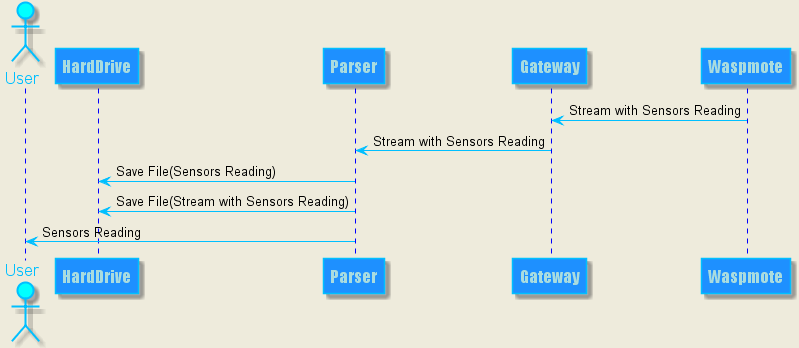 User
HardDrive
Parser
Gateway
Waspmote
Stream with Sensors Reading
Stream with Sensors Reading
Save File(Sensors Reading)
Save File(Stream with Sensors Reading)
Sensors Reading
User
HardDrive
Parser
Gateway
Waspmote